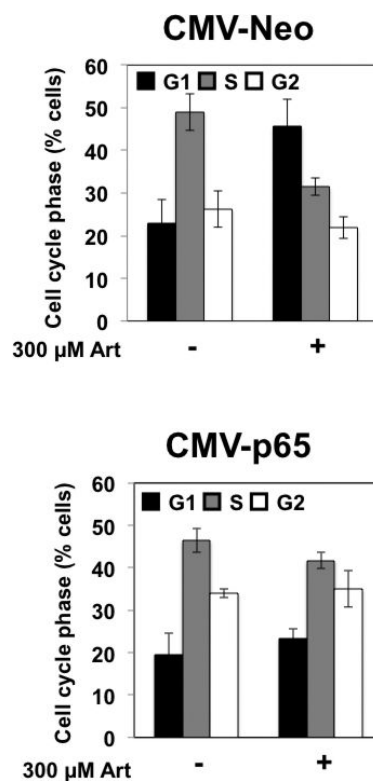 CMV-Neo
Cell cycle phase (% cells)
60
50
40
30
20
10
0
G1 S G2
300 µM Art - +
CMV-p65
Cell cycle phase (% cells)
60
50
40
30
20
10
0
G1 S G2
300 µM Art - +